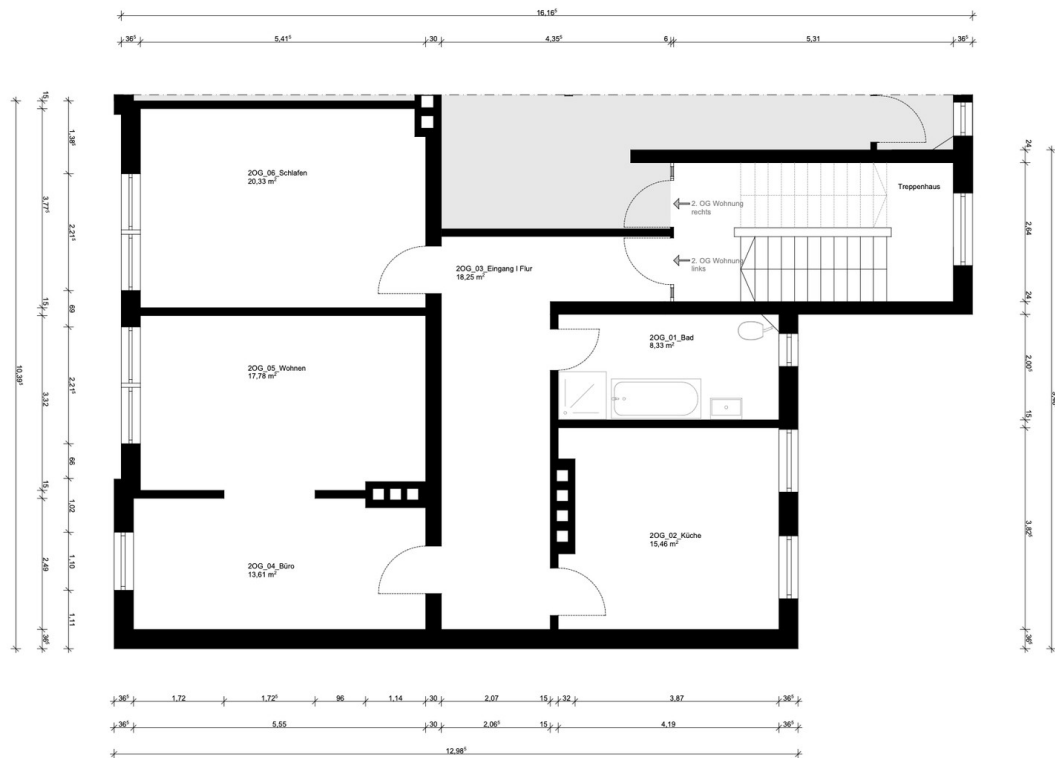 16,16⁵
36⁵ 5,41⁵ 30 4,35⁵ 6 5,31 36⁵
15 3,77 15 3,32 15 2,49 36⁵
1,38⁵ 2,21⁵ 69 2,21⁵ 66 1,02 1,10 1,11
10,39⁵
2OG_06_Schlafen
20,33 m²
Treppenhaus
2. OG Wohnung
rechts
2. OG Wohnung
links
2OG_03_Eingang I Flur
18,25 m²
2OG_01_Bad
8,33 m²
2OG_05_Wohnen
17,78 m²
2OG_02_Küche
15,46 m²
2OG_04_Büro
13,61 m²
24 2,64 24 2,00⁵ 15 3,82⁵ 36⁵
36⁵ 1,72 1,72⁵ 96 1,14 30 2,07 15 32 3,87 36⁵
36⁵ 5,55 30 2,06⁵ 15 4,19 36⁵
12,98⁵